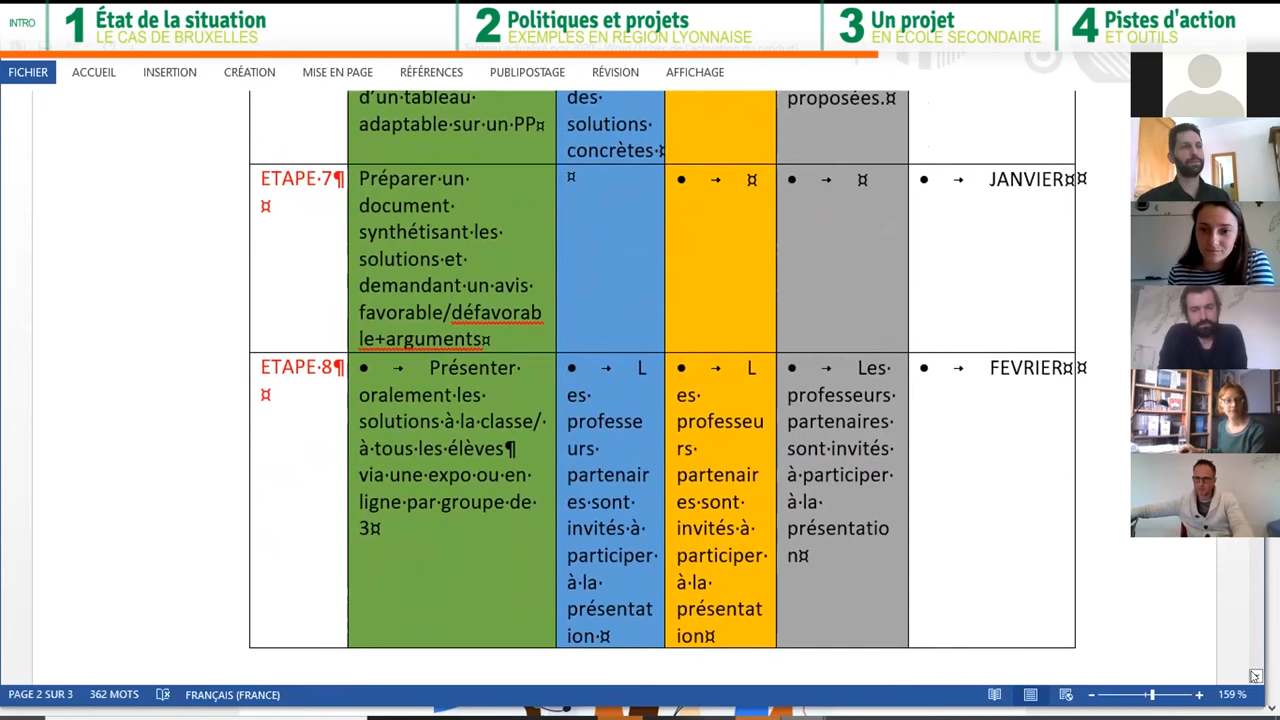 INTRO
1 État de la situation
LE CAS DE BRUXELLES
2 Politiques et projets
EXEMPLES EN RÉGION LYONNAISE
3 Un projet
EN ÉCOLE SECONDAIRE
4 Pistes d'action
ET OUTILS
FICHIER ACCUEIL INSERTION CRÉATION MISE EN PAGE RÉFÉRENCES PUBLIPOSTAGE RÉVISION AFFICHAGE
d'un·tableau·
adaptable·sur·un·PP¤
des·
solutions·
concrètes·¤
proposées.¤
ETAPE·7¶
¤
Préparer·un·
document·
synthétisant·les·
solutions·et·
demandant·un·avis·
favorable/défavorab
le+arguments¤
¤
• → ¤
• → ¤
• → JANVIER¤¤
ETAPE·8¶
¤
• → Présenter·
oralement·les·
solutions·à·la·classe/·
à·tous·les·élèves¶
via·une·expo·ou·en·
ligne·par·groupe·de·
3¤
• → L
es·
professe
urs·
partenair
es·sont·
invités·à·
participer·
à·la·
présentat
ion·¤
• → L
es·
professeu
rs·
partenair
es·sont·
invités·à·
participer·
à·la·
présentat
ion¤
• → Les·
professeurs·
partenaires·
sont·invités·
à·participer·
à·la·
présentatio
n¤
• → FEVRIER¤¤
PAGE 2 SUR 3 362 MOTS FRANÇAIS (FRANCE) 159 %